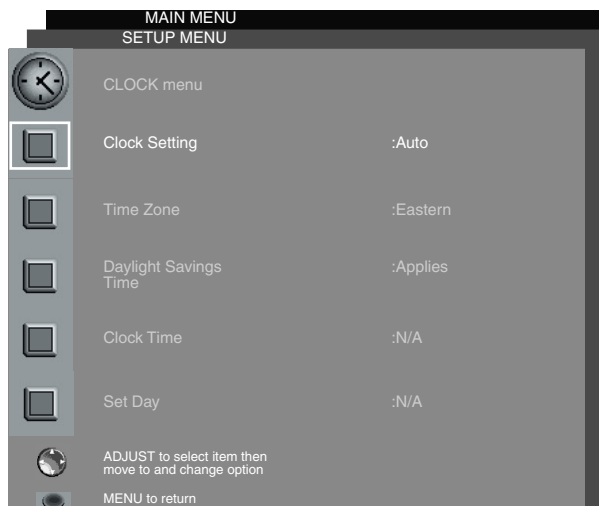 MAIN MENU
SETUP MENU
CLOCK menu
Clock Setting :Auto
Time Zone :Eastern
Daylight Savings :Applies
Time
Clock Time :N/A
Set Day :N/A
ADJUST to select item then
move to and change option
MENU to return